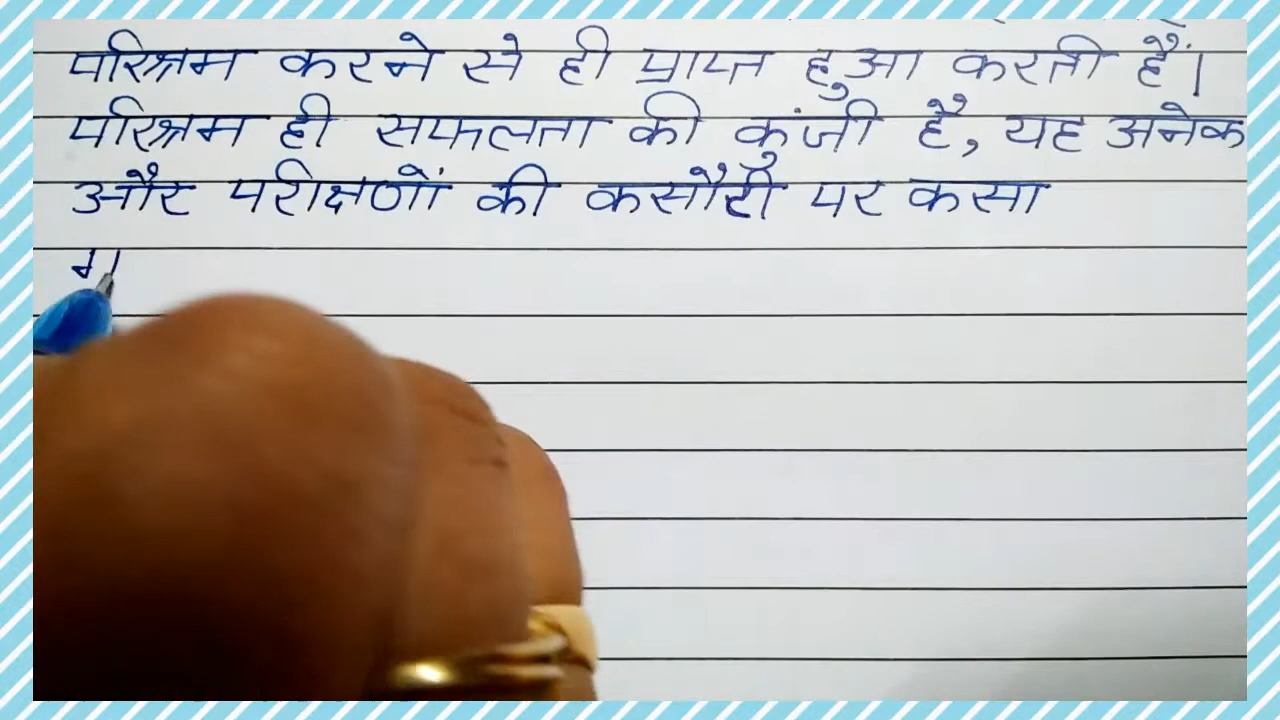 परिश्रम करने से ही प्राप्त हुआ करती हैं।
परिश्रम ही सफलता की कुंजी है, यह अनेक
और परीक्षणों की कसौटी पर कसा